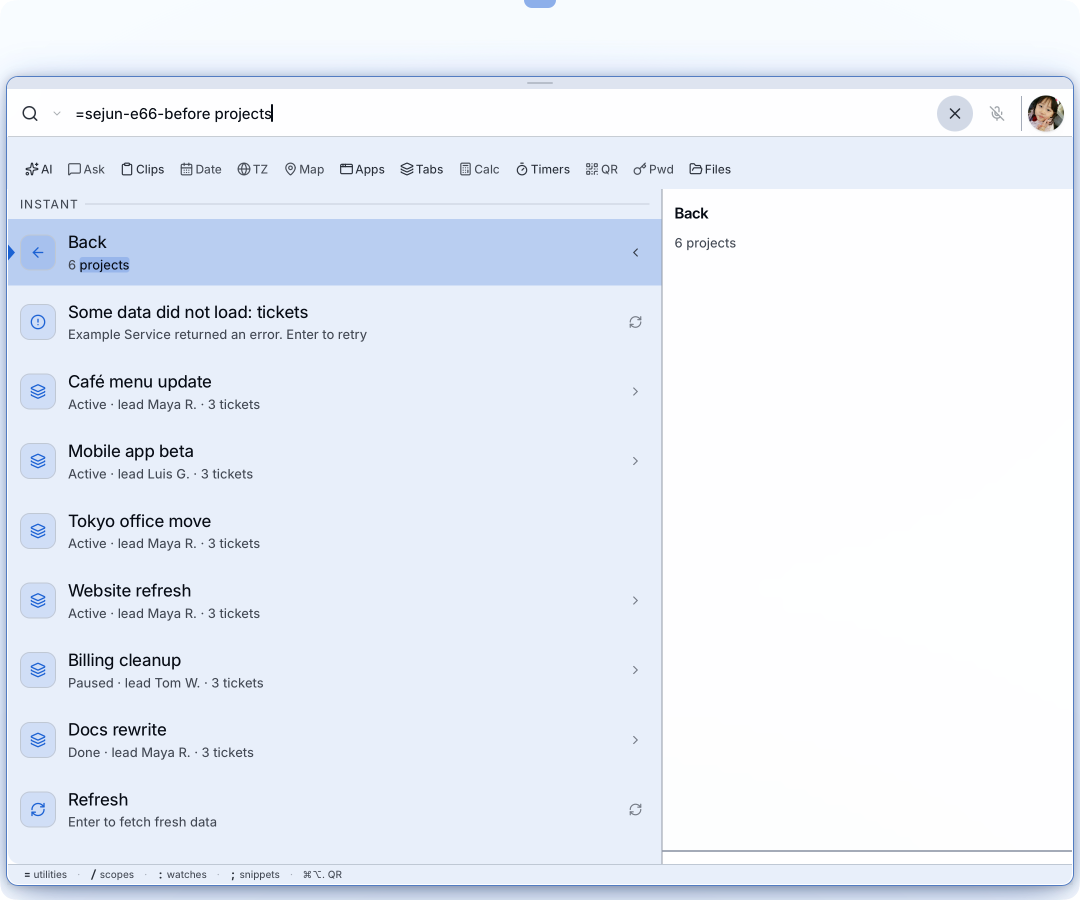 =sejun-e66-before projects
AI Ask Clips Date TZ Map Apps Tabs Calc Timers QR Pwd Files
INSTANT
Back
6 projects
Some data did not load: tickets
Example Service returned an error. Enter to retry
Café menu update
Active · lead Maya R. · 3 tickets
Mobile app beta
Active · lead Luis G. · 3 tickets
Tokyo office move
Active · lead Maya R. · 3 tickets
Website refresh
Active · lead Maya R. · 3 tickets
Billing cleanup
Paused · lead Tom W. · 3 tickets
Docs rewrite
Done · lead Maya R. · 3 tickets
Refresh
Enter to fetch fresh data
Back
6 projects
= utilities · / scopes · : watches · ; snippets · ⌘⌥. QR